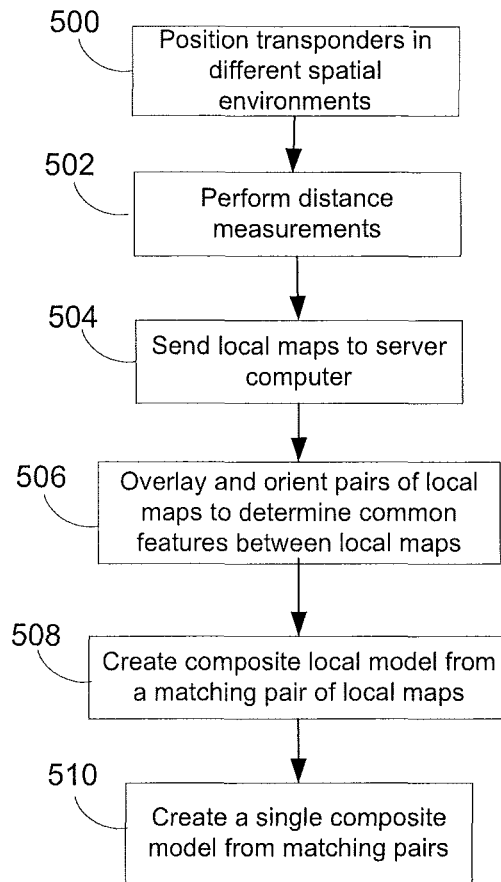 500
Position transponders in
different spatial
environments
502
Perform distance
measurements
504
Send local maps to server
computer
506
Overlay and orient pairs of local
maps to determine common
features between local maps
508
Create composite local model from
a matching pair of local maps
510
Create a single composite
model from matching pairs